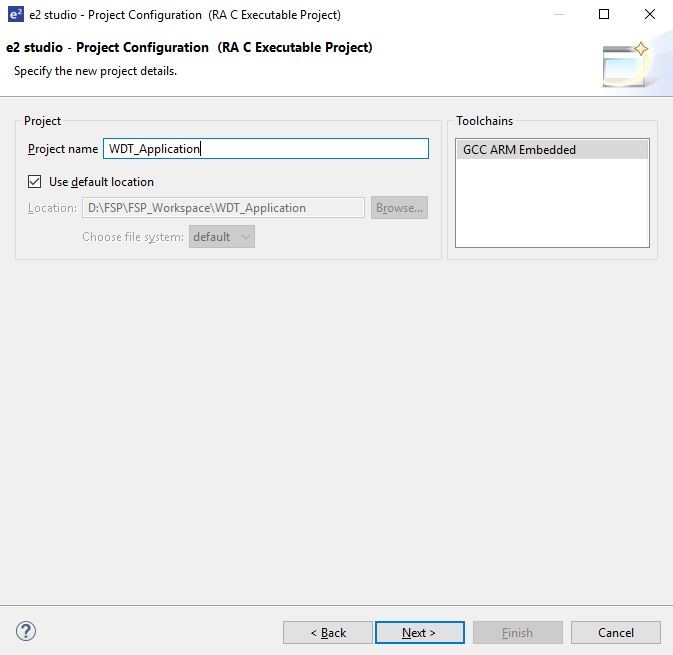 e² e2 studio - Project Configuration (RA C Executable Project)
e2 studio - Project Configuration (RA C Executable Project)
Specify the new project details.
Project
Project name WDT_Application
Use default location
Location: D:\FSP\FSP_Workspace\WDT_Application Browse...
Choose file system: default
Toolchains
GCC ARM Embedded
? < Back Next > Finish Cancel